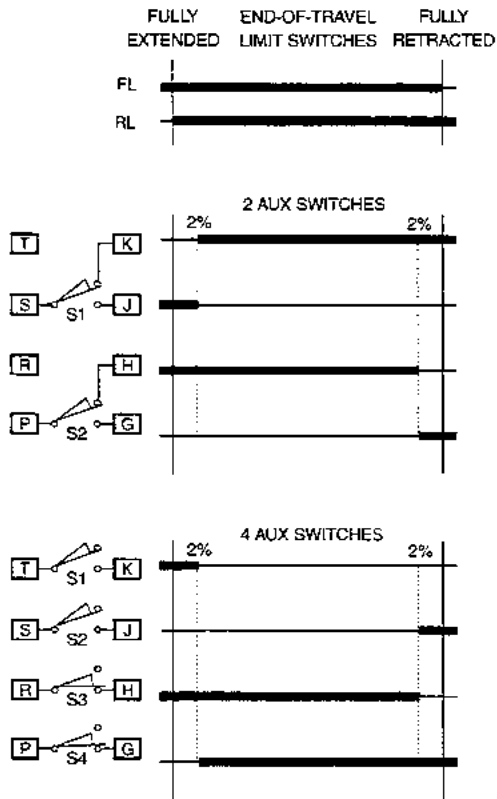 FULLY END-OF-TRAVEL FULLY
EXTENDED LIMIT SWITCHES RETRACTED
FL
RL
2 AUX SWITCHES
2% 2%
T K
S S1 J
R H
P S2 G
4 AUX SWITCHES
2% 2%
T S1 K
S S2 J
R S3 H
P S4 G